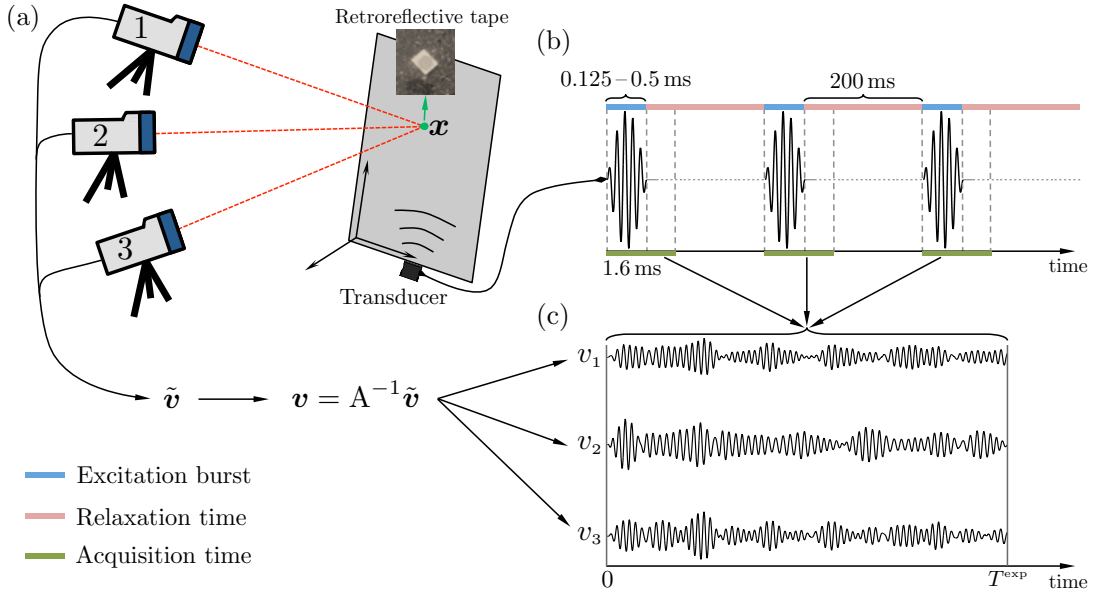 (a)
1
2
3
Retroreflective tape
x
Transducer
(b)
0.125 – 0.5 ms
200 ms
1.6 ms
time
(c)
ṽ
v = A⁻¹ṽ
v₁
v₂
v₃
0
Tᵉˣᵖ
time
Excitation burst
Relaxation time
Acquisition time